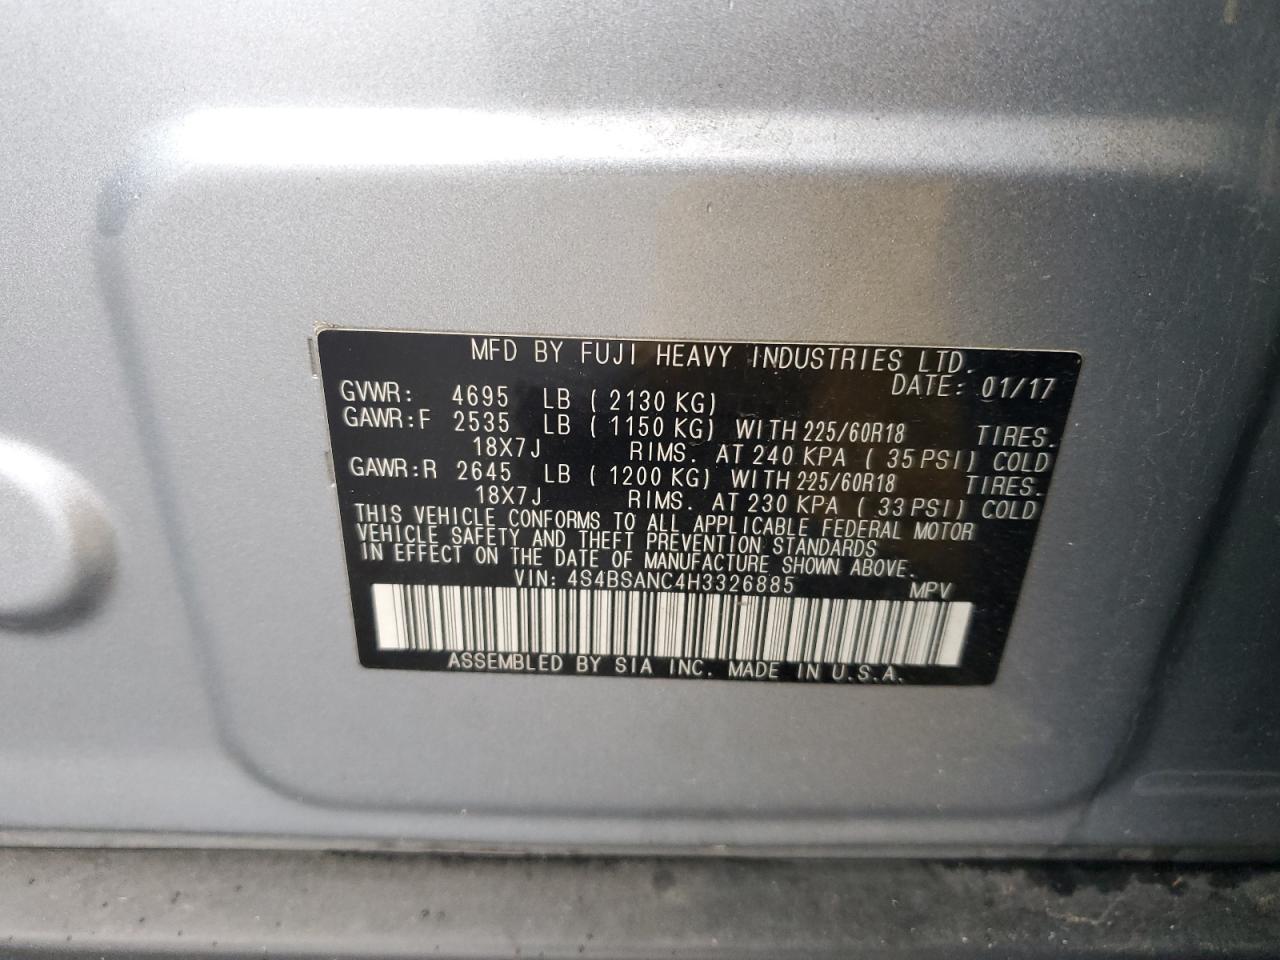 MFD BY FUJI HEAVY INDUSTRIES LTD.
DATE: 01/17
GVWR: 4695 LB ( 2130 KG)
GAWR:F 2535 LB ( 1150 KG) WITH 225/60R18 TIRES.
18X7J RIMS. AT 240 KPA ( 35 PSI) COLD
GAWR:R 2645 LB ( 1200 KG) WITH 225/60R18 TIRES.
18X7J RIMS. AT 230 KPA ( 33 PSI) COLD
THIS VEHICLE CONFORMS TO ALL APPLICABLE FEDERAL MOTOR
VEHICLE SAFETY AND THEFT PREVENTION STANDARDS
IN EFFECT ON THE DATE OF MANUFACTURE SHOWN ABOVE.
VIN: 4S4BSANC4H3326885 MPV
ASSEMBLED BY SIA INC. MADE IN U.S.A.